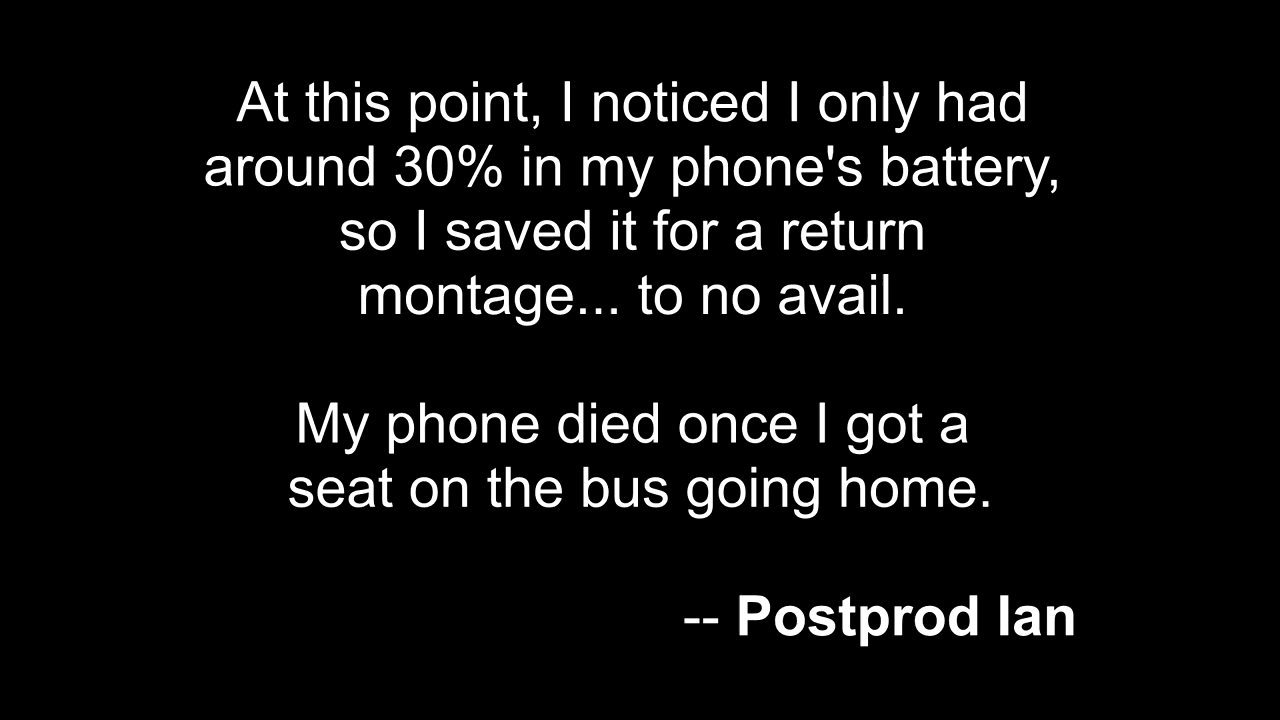 At this point, I noticed I only had
around 30% in my phone's battery,
so I saved it for a return
montage... to no avail.
My phone died once I got a
seat on the bus going home.
-- Postprod Ian